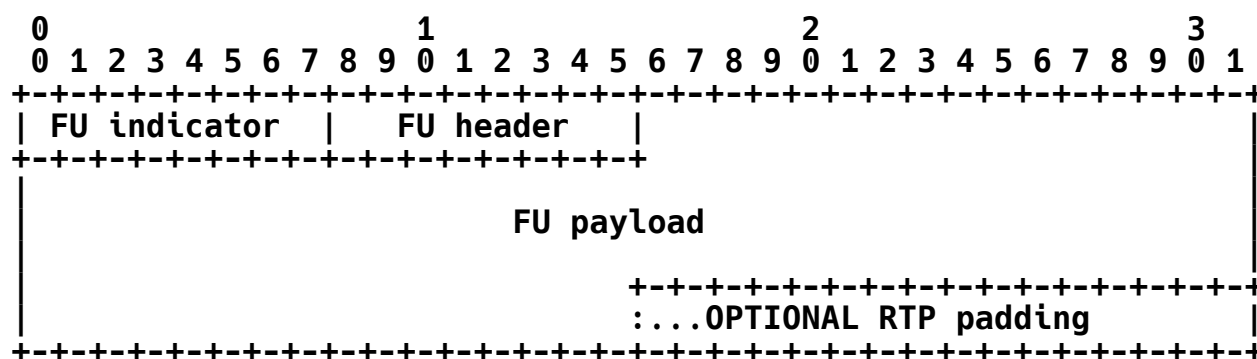 0                   1                   2                   3
 0 1 2 3 4 5 6 7 8 9 0 1 2 3 4 5 6 7 8 9 0 1 2 3 4 5 6 7 8 9 0 1
+-+-+-+-+-+-+-+-+-+-+-+-+-+-+-+-+-+-+-+-+-+-+-+-+-+-+-+-+-+-+-+-+
| FU indicator  |   FU header   |                               |
+-+-+-+-+-+-+-+-+-+-+-+-+-+-+-+-+                               |
|                                                               |
|                         FU payload                            |
|                                                               |
|                               +-+-+-+-+-+-+-+-+-+-+-+-+-+-+-+-+
|                               :...OPTIONAL RTP padding        |
+-+-+-+-+-+-+-+-+-+-+-+-+-+-+-+-+-+-+-+-+-+-+-+-+-+-+-+-+-+-+-+-+